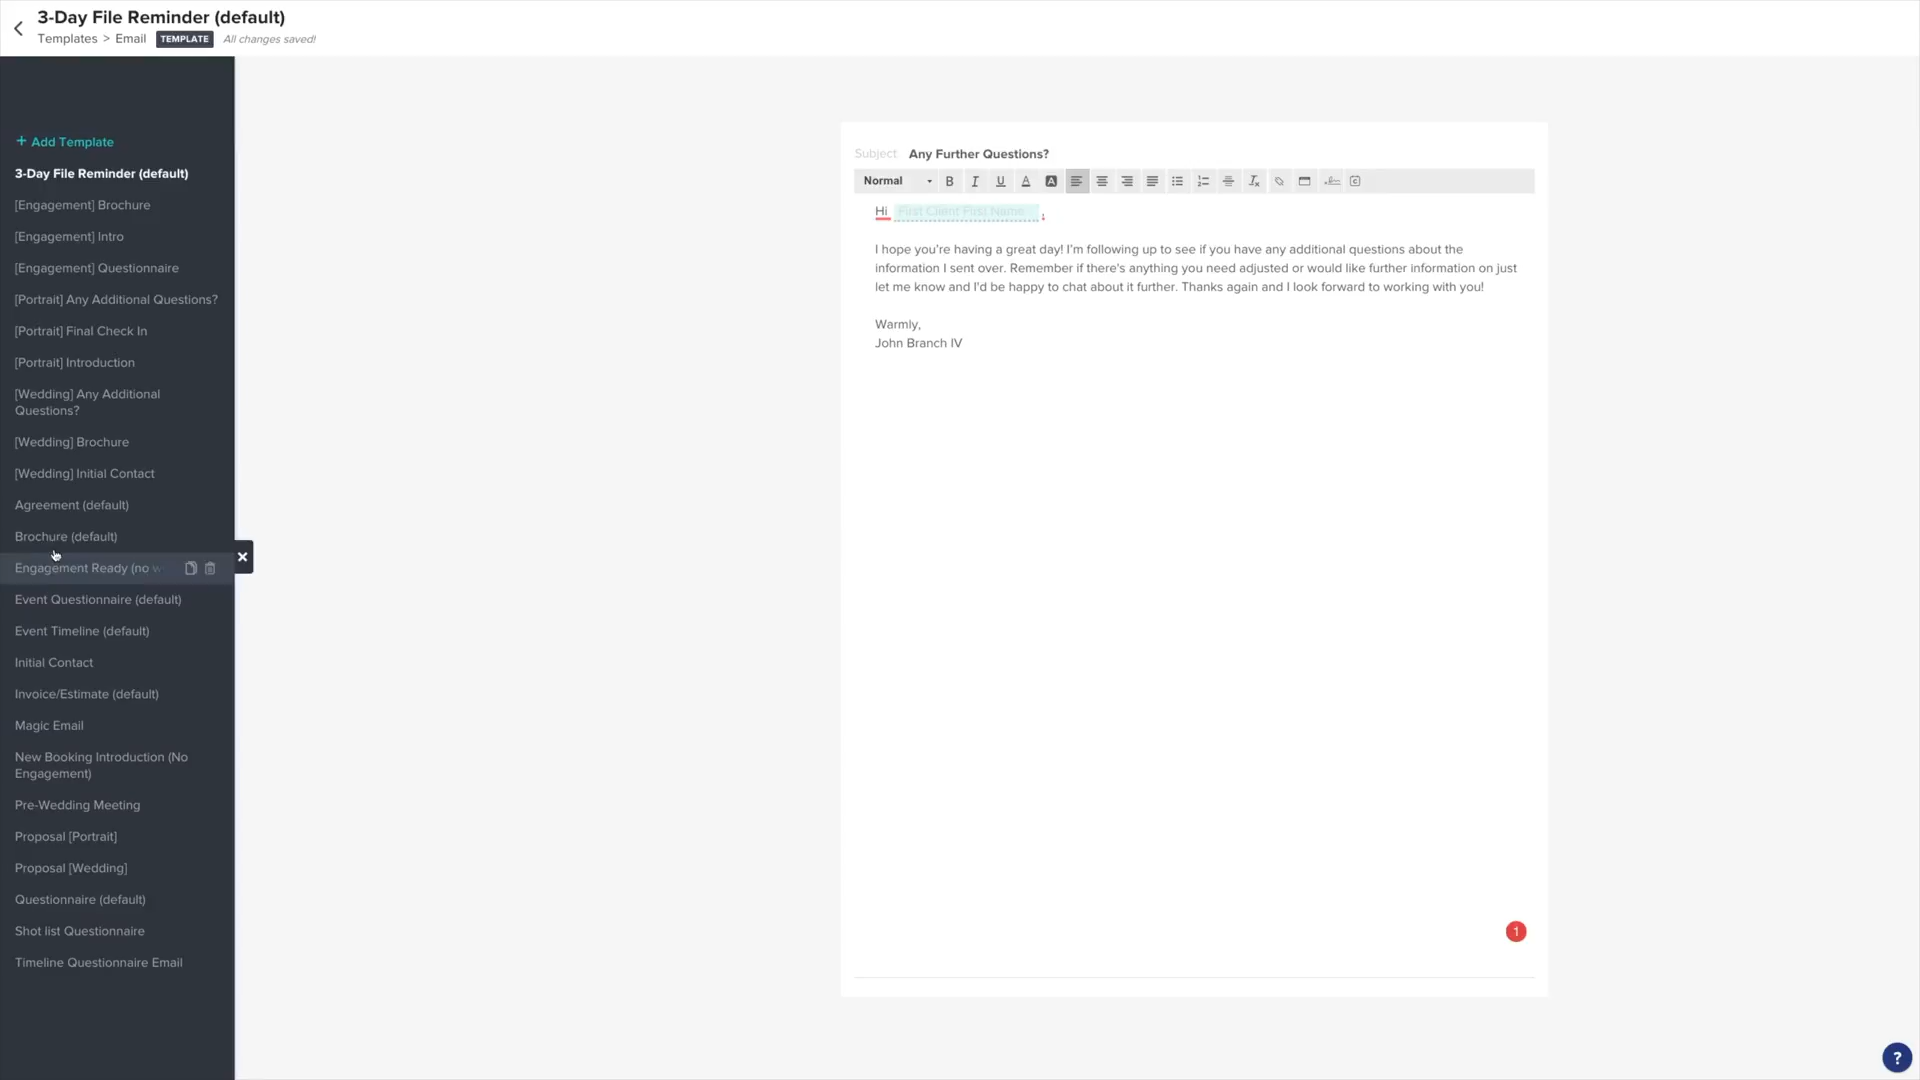 3-Day File Reminder (default)
Templates > Email TEMPLATE All changes saved!
+ Add Template
3-Day File Reminder (default)
[Engagement] Brochure
[Engagement] Intro
[Engagement] Questionnaire
[Portrait] Any Additional Questions?
[Portrait] Final Check In
[Portrait] Introduction
[Wedding] Any Additional
Questions?
[Wedding] Brochure
[Wedding] Initial Contact
Agreement (default)
Brochure (default)
Engagement Ready (no
Event Questionnaire (default)
Event Timeline (default)
Initial Contact
Invoice/Estimate (default)
Magic Email
New Booking Introduction (No
Engagement)
Pre-Wedding Meeting
Proposal [Portrait]
Proposal [Wedding]
Questionnaire (default)
Shot list Questionnaire
Timeline Questionnaire Email
Subject: Any Further Questions?
Normal B I U A A
Hi First Client First Name ,
I hope you're having a great day! I'm following up to see if you have any additional questions about the
information I sent over. Remember if there's anything you need adjusted or would like further information on just
let me know and I'd be happy to chat about it further. Thanks again and I look forward to working with you!
Warmly,
John Branch IV
1
?